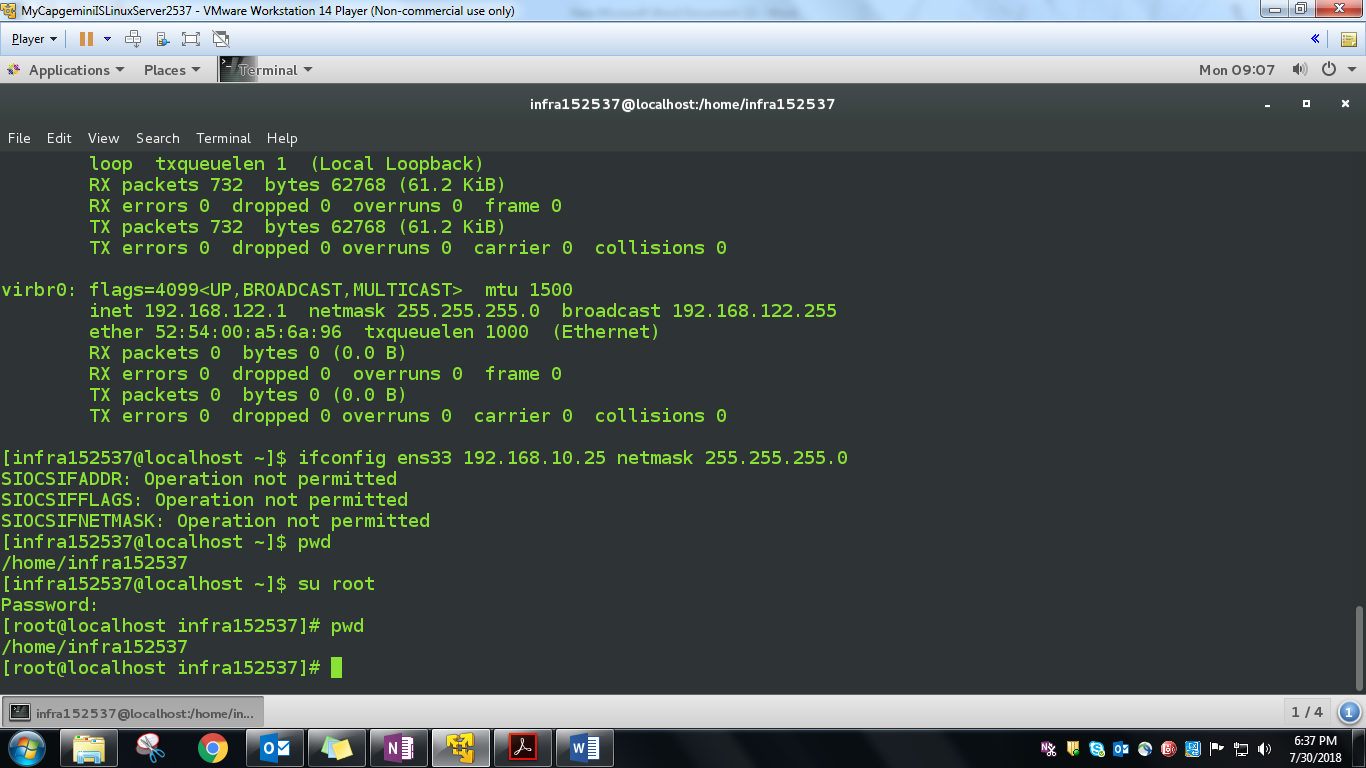 MyCapgeminiISLinuxServer2537 - VMware Workstation 14 Player (Non-commercial use only)
Player
Applications Places Terminal Mon 09:07
infra152537@localhost:/home/infra152537
File Edit View Search Terminal Help
loop txqueuelen 1 (Local Loopback)
RX packets 732 bytes 62768 (61.2 KiB)
RX errors 0 dropped 0 overruns 0 frame 0
TX packets 732 bytes 62768 (61.2 KiB)
TX errors 0 dropped 0 overruns 0 carrier 0 collisions 0
virbr0: flags=4099<UP,BROADCAST,MULTICAST> mtu 1500
inet 192.168.122.1 netmask 255.255.255.0 broadcast 192.168.122.255
ether 52:54:00:a5:6a:96 txqueuelen 1000 (Ethernet)
RX packets 0 bytes 0 (0.0 B)
RX errors 0 dropped 0 overruns 0 frame 0
TX packets 0 bytes 0 (0.0 B)
TX errors 0 dropped 0 overruns 0 carrier 0 collisions 0
[infra152537@localhost ~]$ ifconfig ens33 192.168.10.25 netmask 255.255.255.0
SIOCSIFADDR: Operation not permitted
SIOCSIFFLAGS: Operation not permitted
SIOCSIFNETMASK: Operation not permitted
[infra152537@localhost ~]$ pwd
/home/infra152537
[infra152537@localhost ~]$ su root
Password:
[root@localhost infra152537]# pwd
/home/infra152537
[root@localhost infra152537]#
infra152537@localhost:/home/in... 1 / 4 1
6:37 PM
7/30/2018